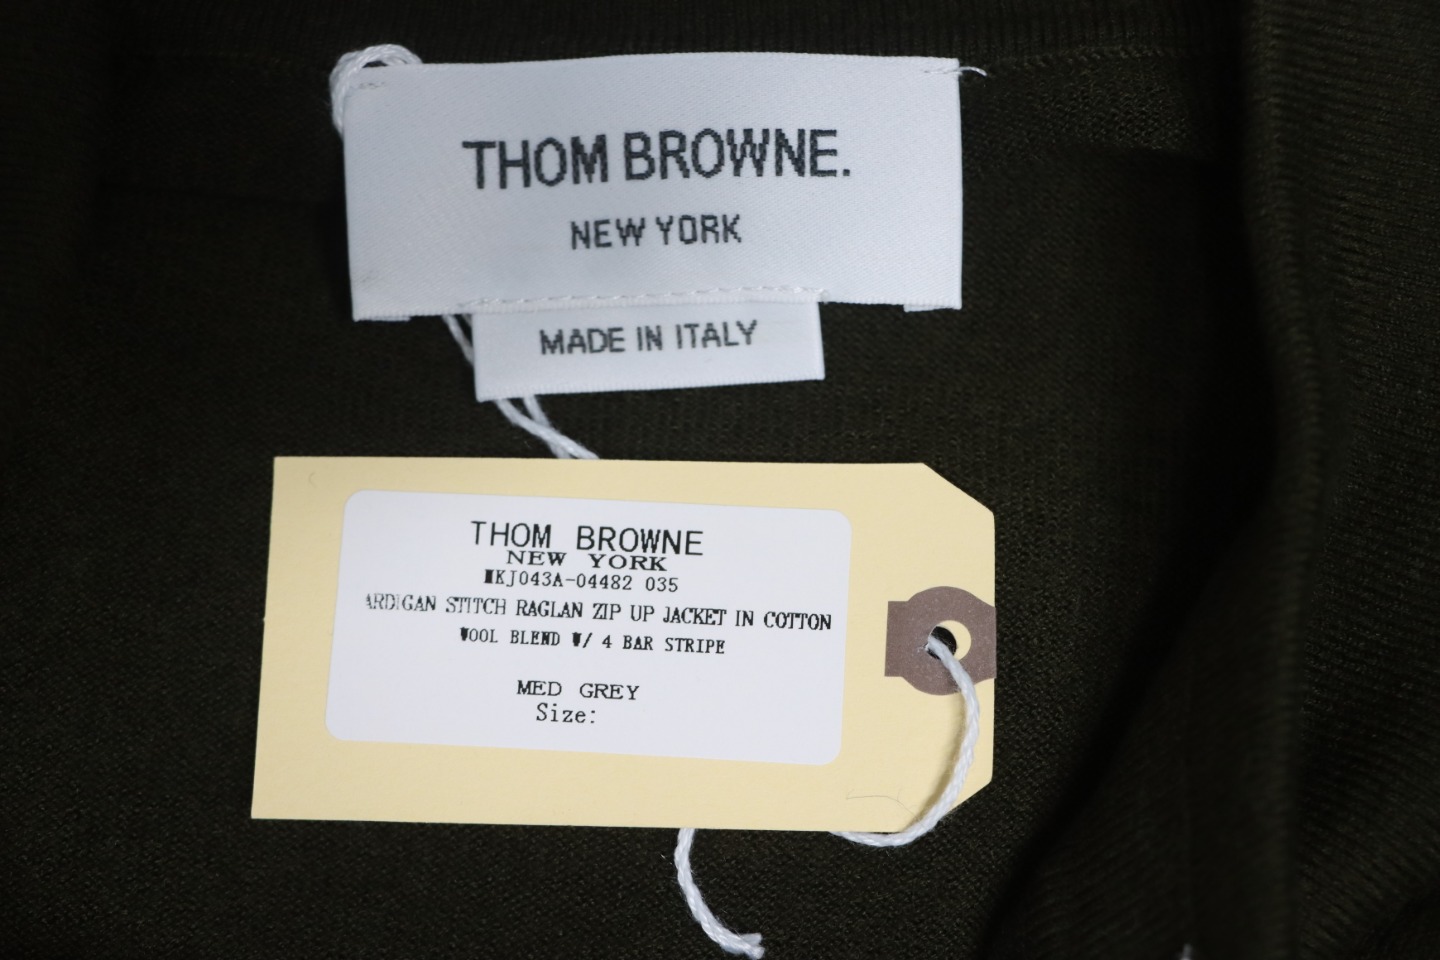 THOM BROWNE.
NEW YORK
MADE IN ITALY
THOM BROWNE
NEW YORK
MKJ043A-04482 035
ARDIGAN STITCH RAGLAN ZIP UP JACKET IN COTTON
WOOL BLEND W/ 4 BAR STRIPE
MED GREY
Size: